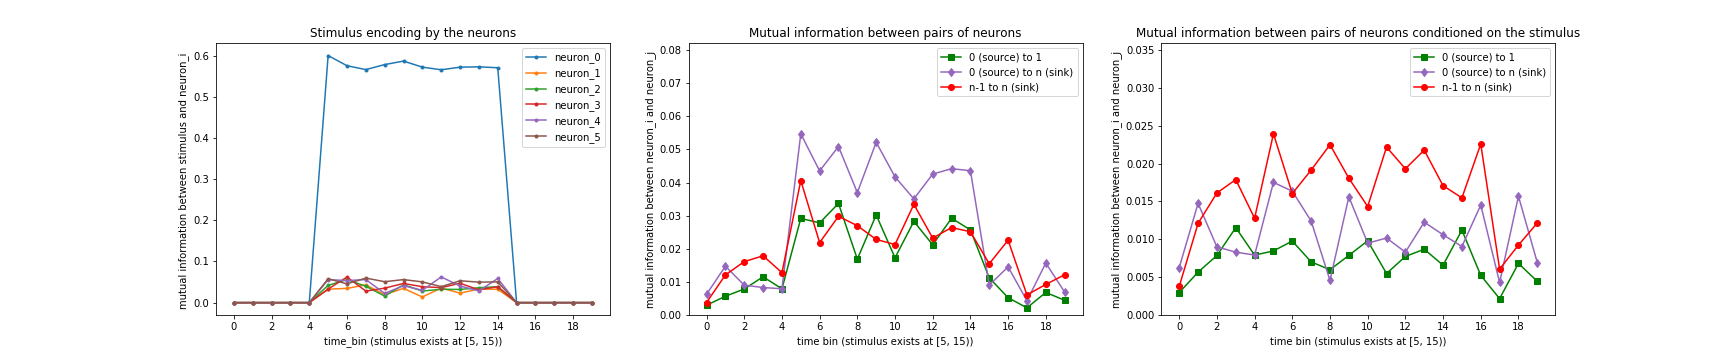 Stimulus encoding by the neurons
mutual information between stimulus and neuron_i
0.6
0.5
0.4
0.3
0.2
0.1
0.0
neuron_0
neuron_1
neuron_2
neuron_3
neuron_4
neuron_5
0 2 4 6 8 10 12 14 16 18
time_bin (stimulus exists at [5, 15))
Mutual information between pairs of neurons
mutual information between neuron_i and neuron_j
0.08
0.07
0.06
0.05
0.04
0.03
0.02
0.01
0.00
0 (source) to 1
0 (source) to n (sink)
n-1 to n (sink)
0 2 4 6 8 10 12 14 16 18
time bin (stimulus exists at [5, 15))
Mutual information between pairs of neurons conditioned on the stimulus
mutual information between neuron_i and neuron_j
0.035
0.030
0.025
0.020
0.015
0.010
0.005
0.000
0 (source) to 1
0 (source) to n (sink)
n-1 to n (sink)
0 2 4 6 8 10 12 14 16 18
time bin (stimulus exists at [5, 15))